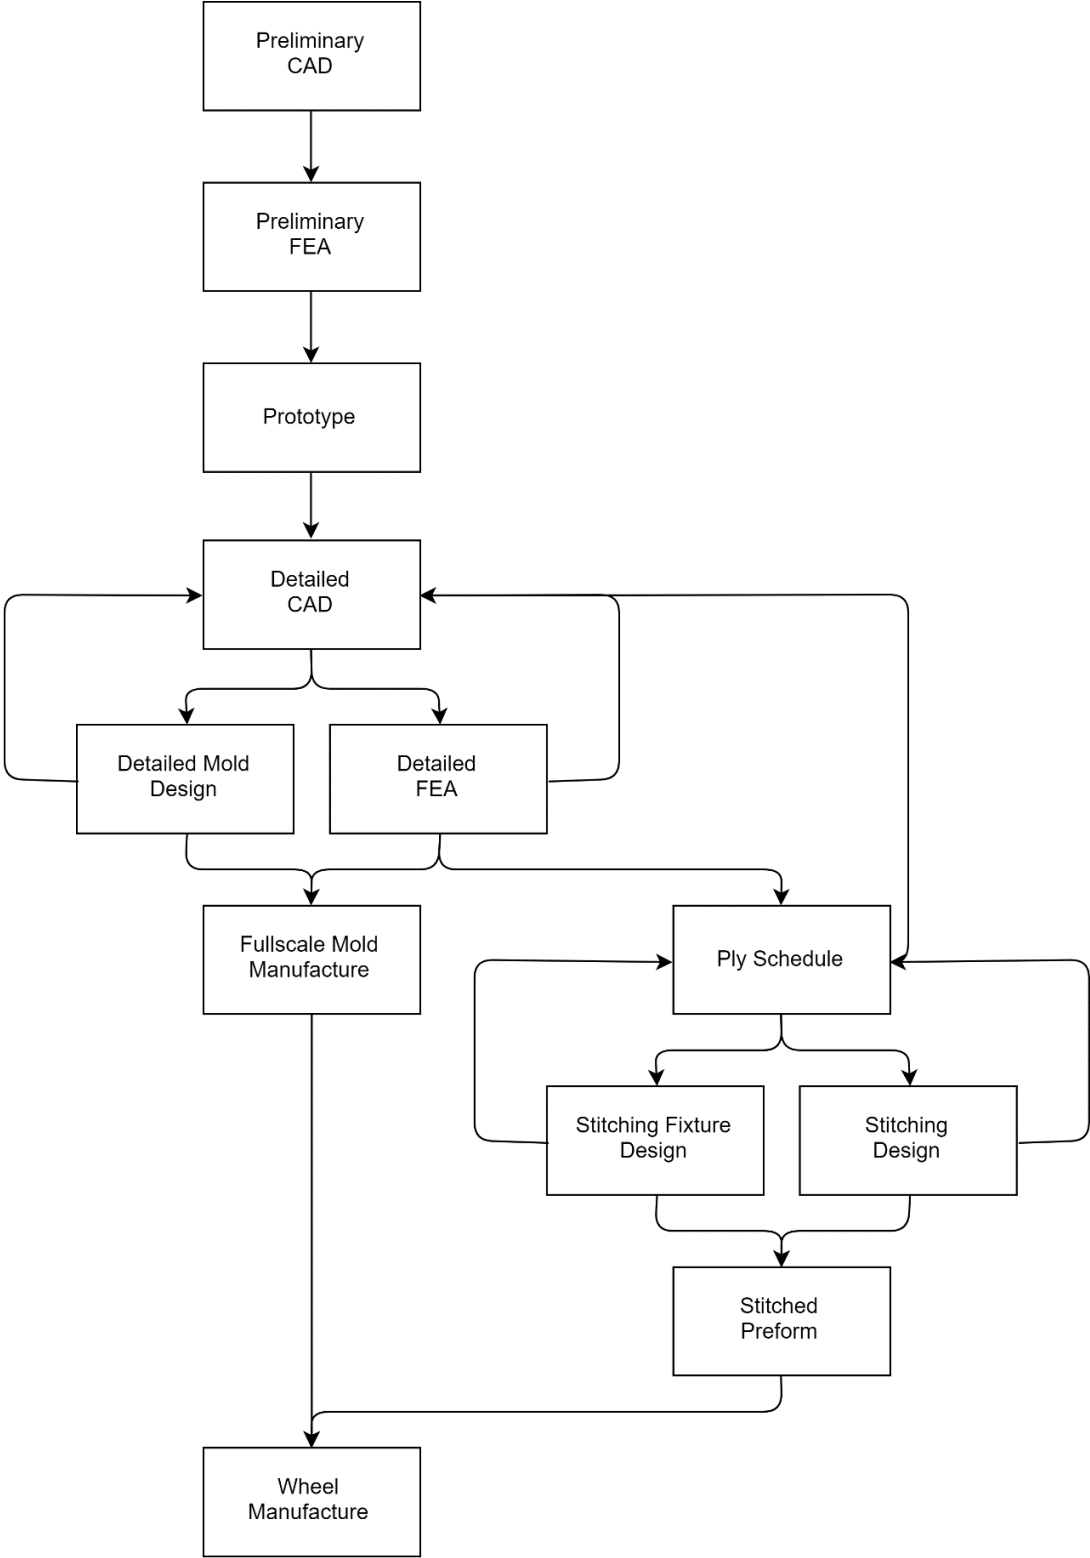 Preliminary
CAD
Preliminary
FEA
Prototype
Detailed
CAD
Detailed Mold
Design
Detailed
FEA
Fullscale Mold
Manufacture
Ply Schedule
Stitching Fixture
Design
Stitching
Design
Stitched
Preform
Wheel
Manufacture